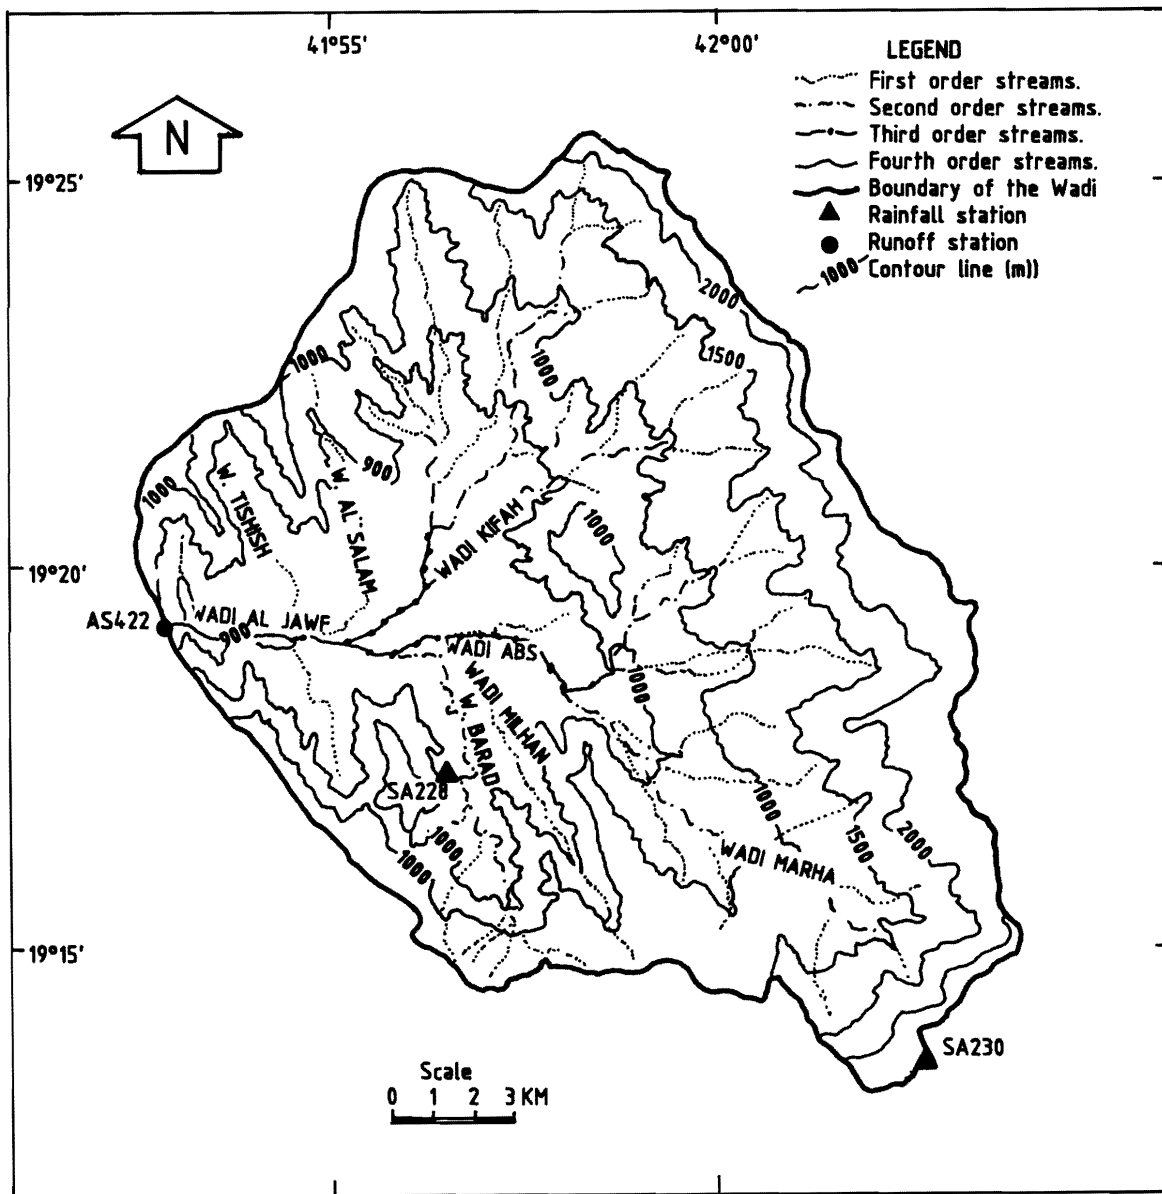 41°55'
42°00'
LEGEND
First order streams.
Second order streams.
Third order streams.
Fourth order streams.
Boundary of the Wadi
Rainfall station
Runoff station
1000 Contour line (m))
N
19°25'
2000
1000
1000
1500
900
1000
W. TISHISH
W. AL SALAM.
WADI KIFAH
1000
19°20'
AS422
WADI AL JAWF
900
WADI ABS
WADI MILHAN
1000
W. BARAD
SA228
1000
1500
2000
1000
1000
WADI MARHA
19°15'
SA230
Scale
0 1 2 3 KM